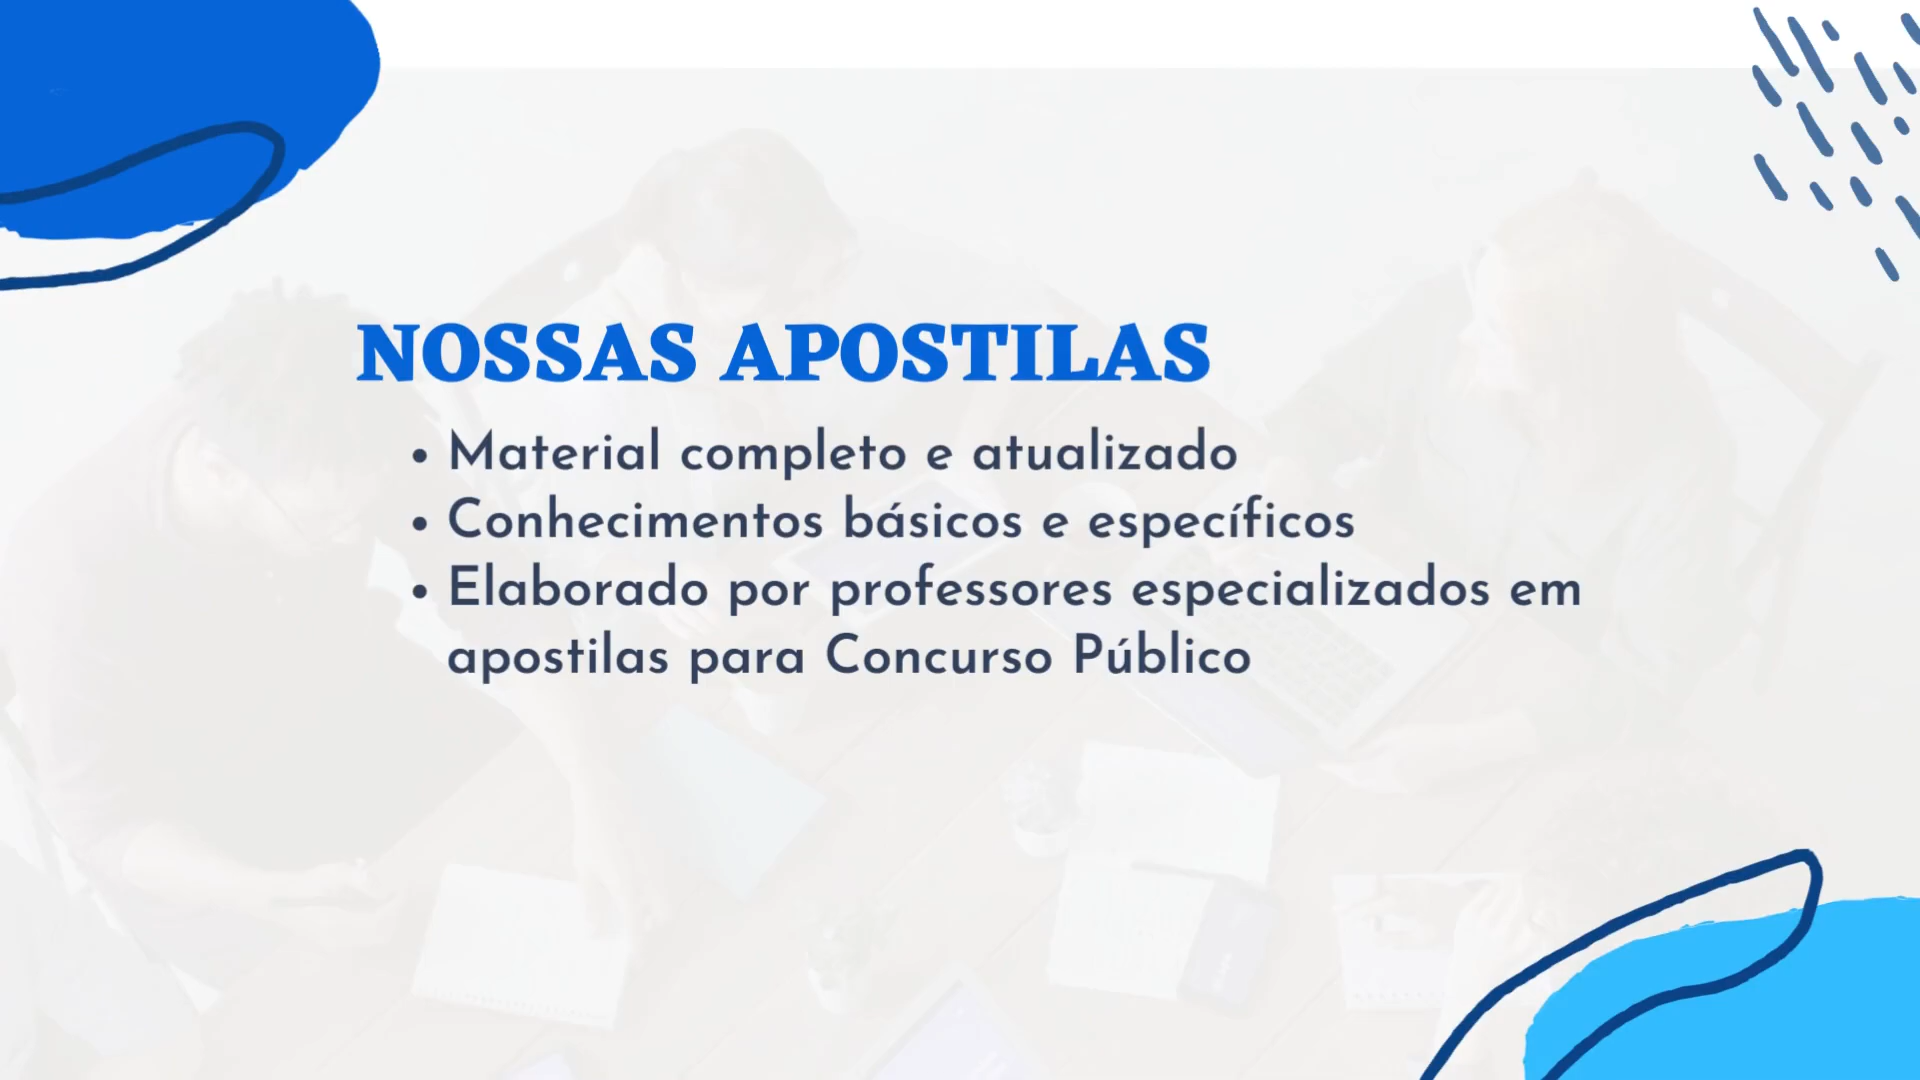 NOSSAS APOSTILAS
• Material completo e atualizado
• Conhecimentos básicos e específicos
• Elaborado por professores especializados em
apostilas para Concurso Público